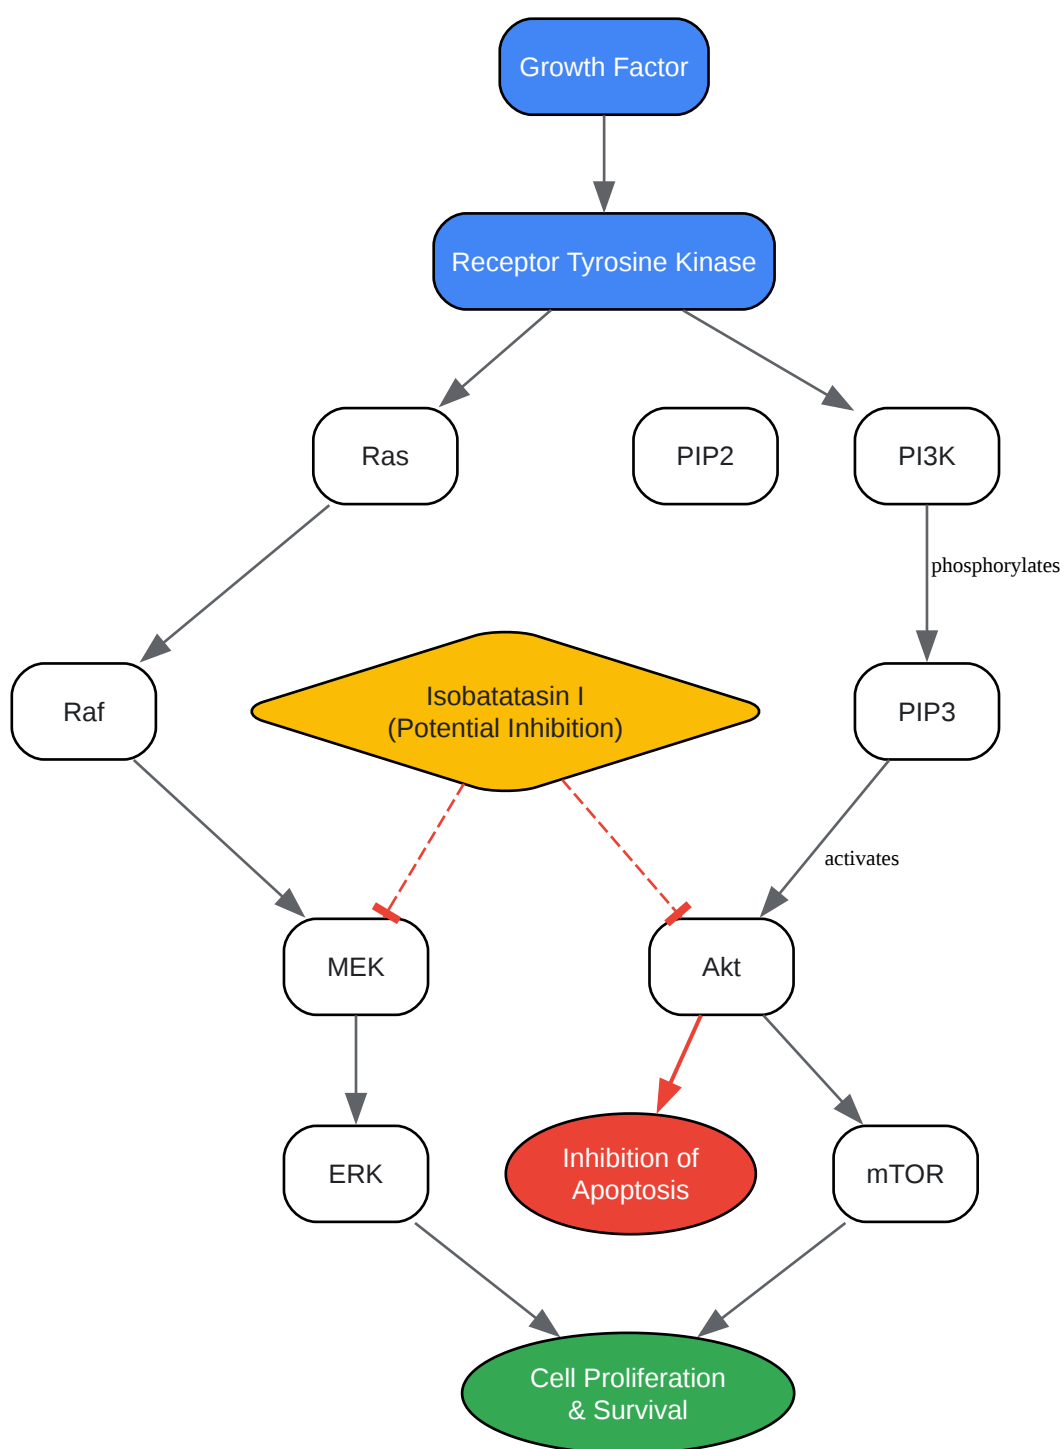 Growth Factor
Receptor Tyrosine Kinase
Ras
PIP2
PI3K
phosphorylates
Raf
Isobatatasin I
(Potential Inhibition)
PIP3
activates
MEK
Akt
ERK
Inhibition of
Apoptosis
mTOR
Cell Proliferation
& Survival